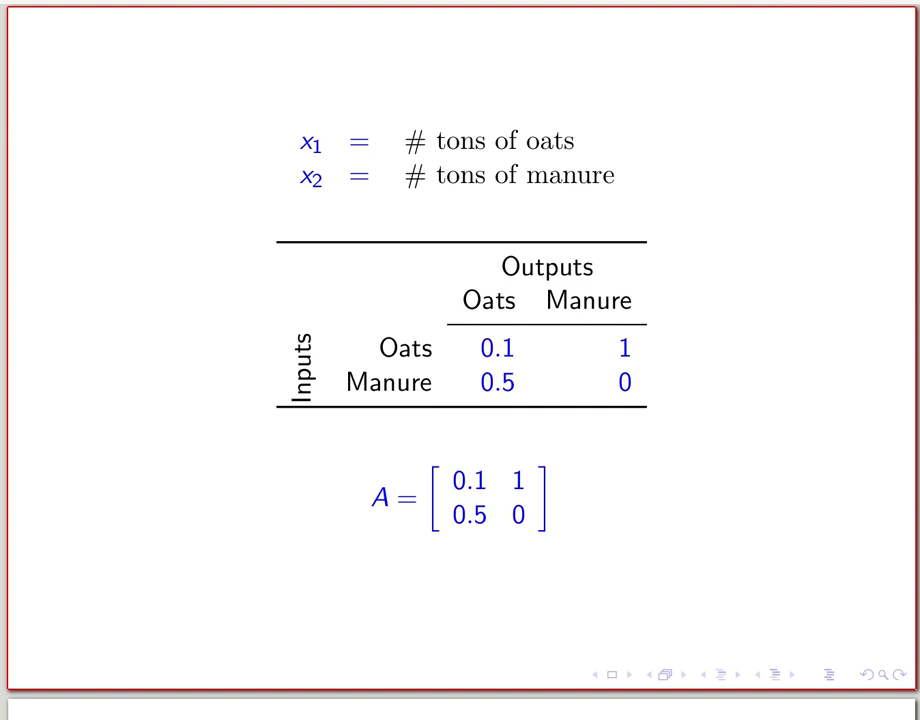 x₁ = # tons of oats
x₂ = # tons of manure
Outputs
Oats Manure
Inputs
Oats 0.1 1
Manure 0.5 0
A = [ 0.1 1
0.5 0 ]